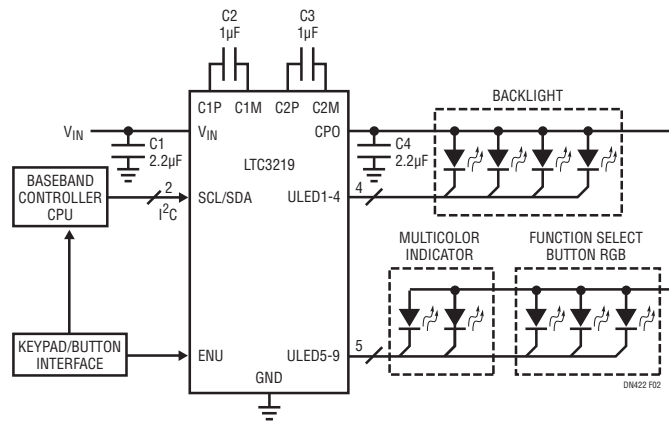 C2
1µF
C3
1µF
C1P
C1M
C2P
C2M
VIN
VIN
CPO
BACKLIGHT
C1
2.2µF
LTC3219
C4
2.2µF
BASEBAND
CONTROLLER
CPU
2
I2C
SCL/SDA
ULED1-4
4
MULTICOLOR
INDICATOR
FUNCTION SELECT
BUTTON RGB
KEYPAD/BUTTON
INTERFACE
ENU
ULED5-9
5
GND
DN422 F02